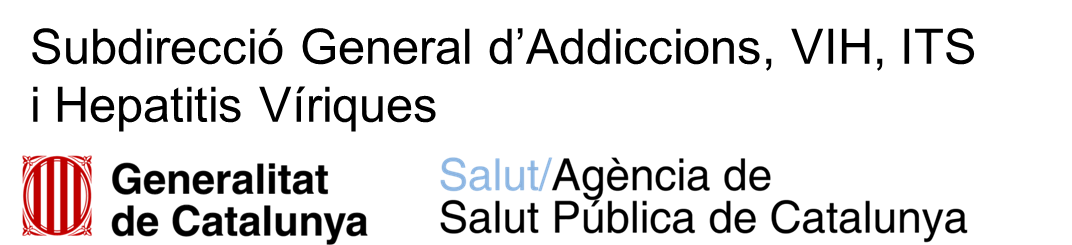 Subdirecció General d’Addiccions, VIH, ITS
i Hepatitis Víriques
Generalitat
de Catalunya
Salut/Agència de
Salut Pública de Catalunya